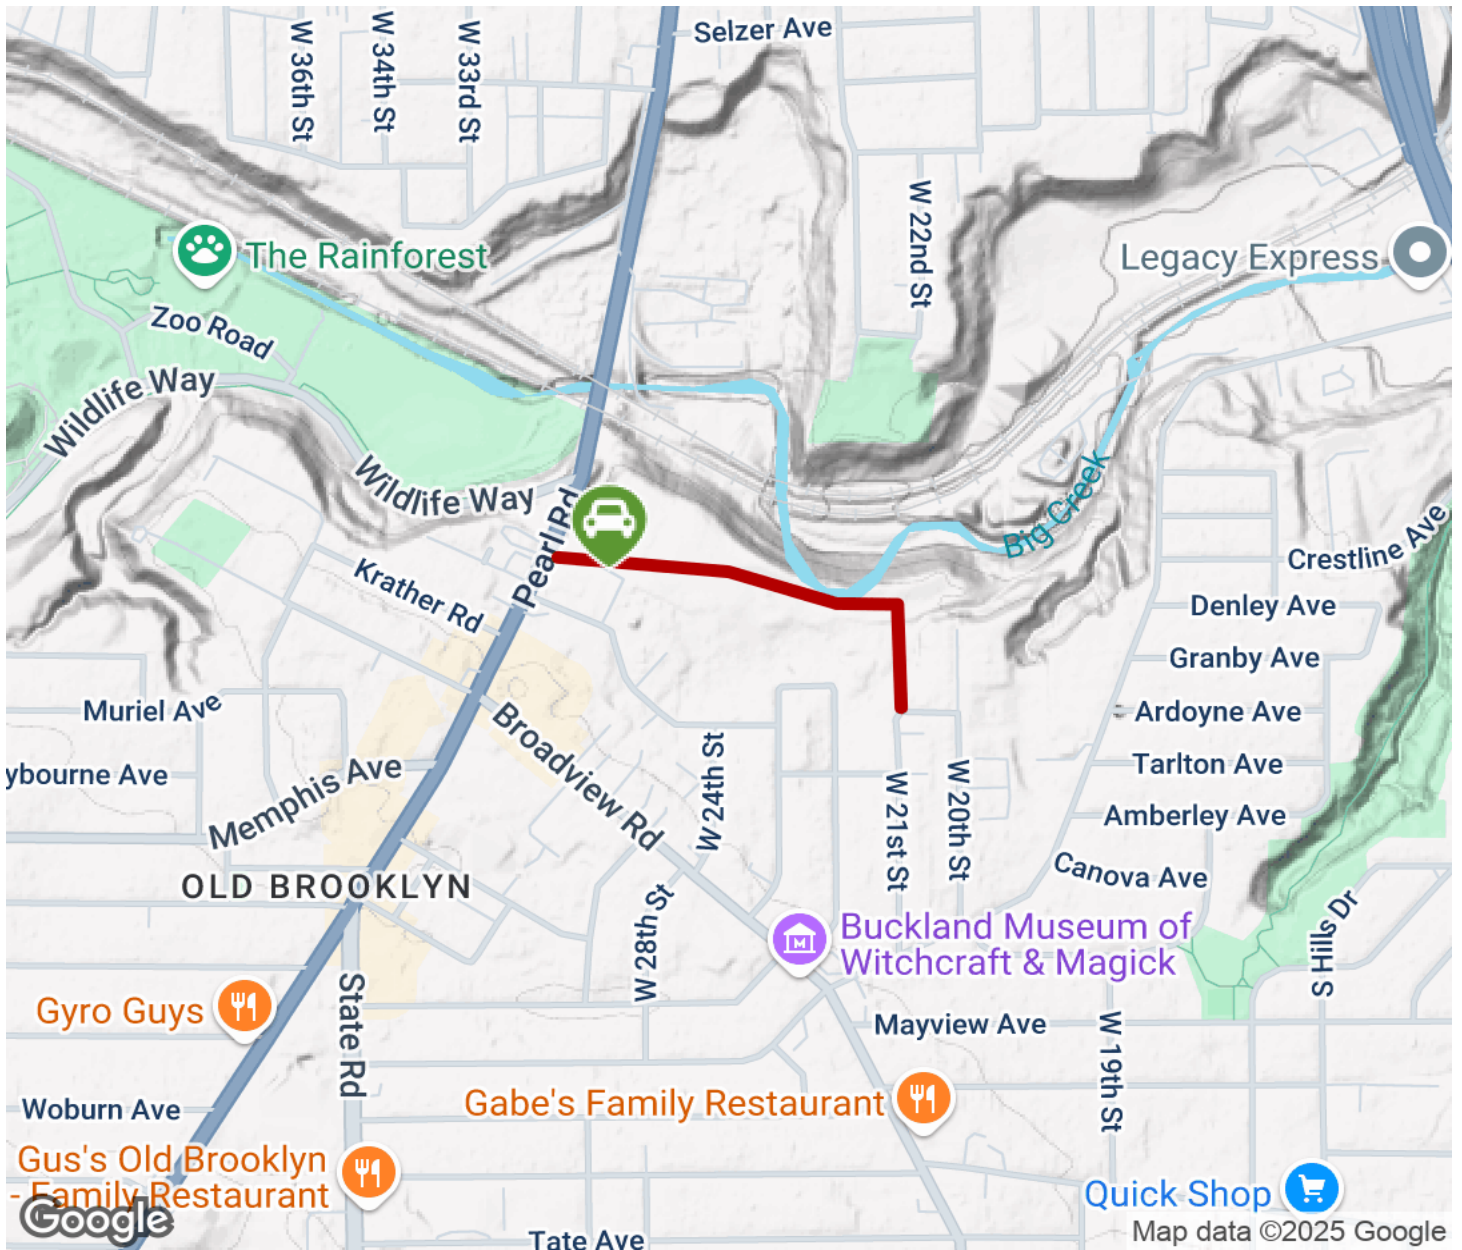 Selzer Ave
W 36th St
W 34th St
W 33rd St
W 22nd St
The Rainforest
Legacy Express
Zoo Road
Wildlife Way
Wildlife Way
Pearl Rd
Big Creek
Crestline Ave
Krather Rd
Denley Ave
Granby Ave
Muriel Ave
Ardoyne Ave
Broadview Rd
W 24th St
Tarlton Ave
ybourne Ave
Memphis Ave
W 21st St
W 20th St
Amberley Ave
Canova Ave
OLD BROOKLYN
W 28th St
Buckland Museum of
Witchcraft & Magick
S Hills Dr
Gyro Guys
State Rd
Mayview Ave
W 19th St
Woburn Ave
Gabe's Family Restaurant
Gus's Old Brooklyn
- Family Restaurant
Quick Shop
Google
Tate Ave
Map data ©2025 Google